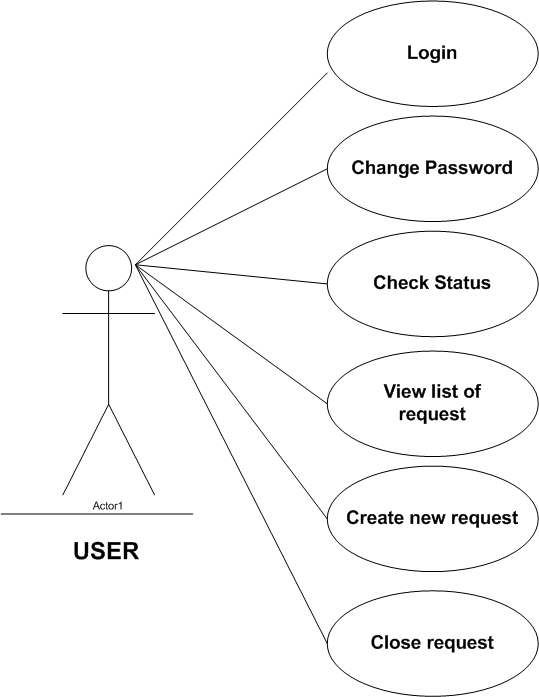 Login
Change Password
Check Status
View list of
request
Create new request
Close request
Actor1
USER